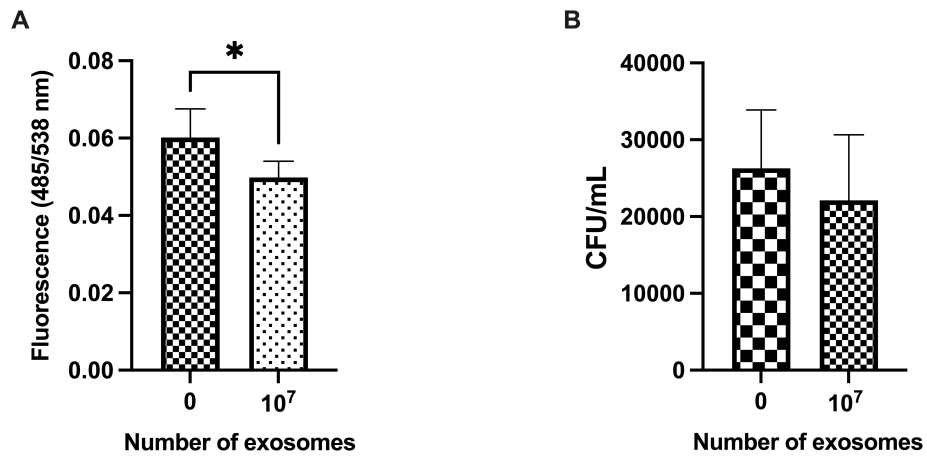 A
Fluorescence (485/538 nm)
0.08
0.06
0.04
0.02
0.00
*
0
10⁷
Number of exosomes
B
CFU/mL
40000
30000
20000
10000
0
0
10⁷
Number of exosomes